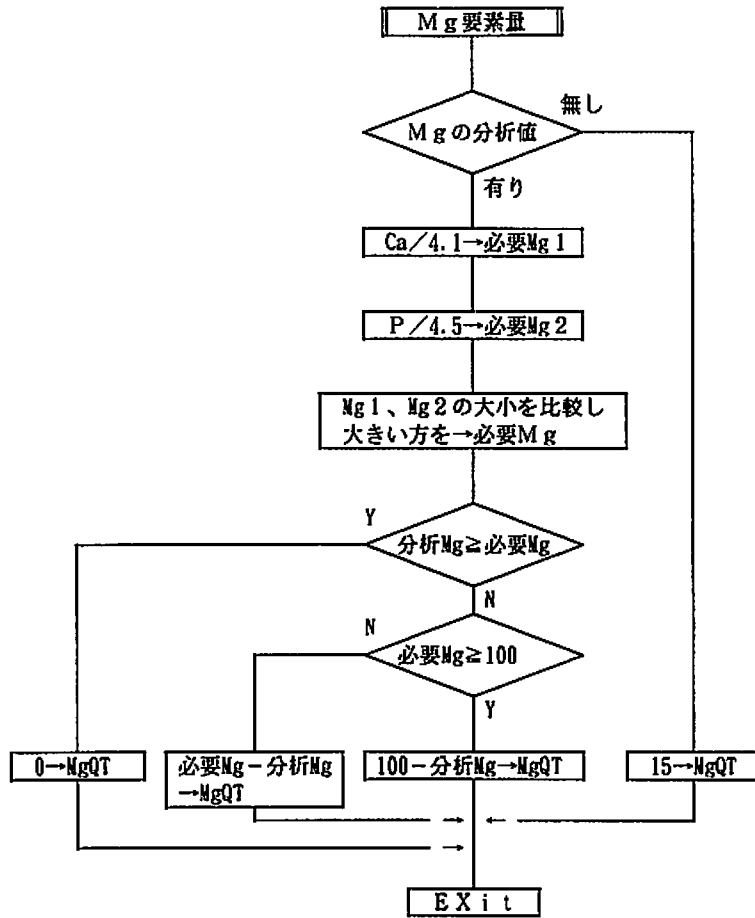 Mg要素量
無し
Mgの分析値
有り
Ca/4.1→必要Mg1
P/4.5→必要Mg2
Mg1、Mg2の大小を比較し
大きい方を→必要Mg
Y
分析Mg≧必要Mg
N
N
必要Mg≧100
Y
0→MgQT
必要Mg-分析Mg
→MgQT
100-分析Mg→MgQT
15→MgQT
EXit